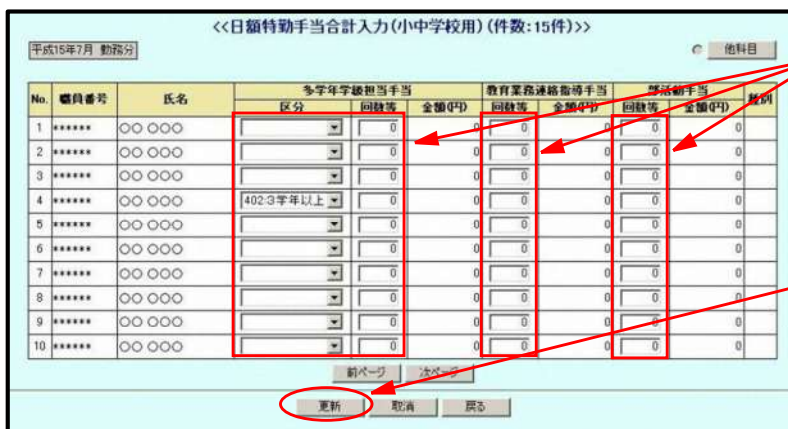 <<日額特勤手当合計入力(小中学校用)(件数:15件)>>
平成15年7月 勤務分
他科目
No. 職員番号 氏名 多学年学級担当手当 教育業務連絡指導手当 部活動手当 種別
区分 回数等 金額(円) 回数等 金額(円) 回数等 金額(円)
1 ****** ○○ ○○○ 0 0 0 0 0 0
2 ****** ○○ ○○○ 0 0 0 0 0 0
3 ****** ○○ ○○○ 0 0 0 0 0 0
4 ****** ○○ ○○○ 402:3学年以上 0 0 0 0 0 0
5 ****** ○○ ○○○ 0 0 0 0 0 0
6 ****** ○○ ○○○ 0 0 0 0 0 0
7 ****** ○○ ○○○ 0 0 0 0 0 0
8 ****** ○○ ○○○ 0 0 0 0 0 0
9 ****** ○○ ○○○ 0 0 0 0 0 0
10 ****** ○○ ○○○ 0 0 0 0 0 0
前ページ 次ページ
更新 取消 戻る